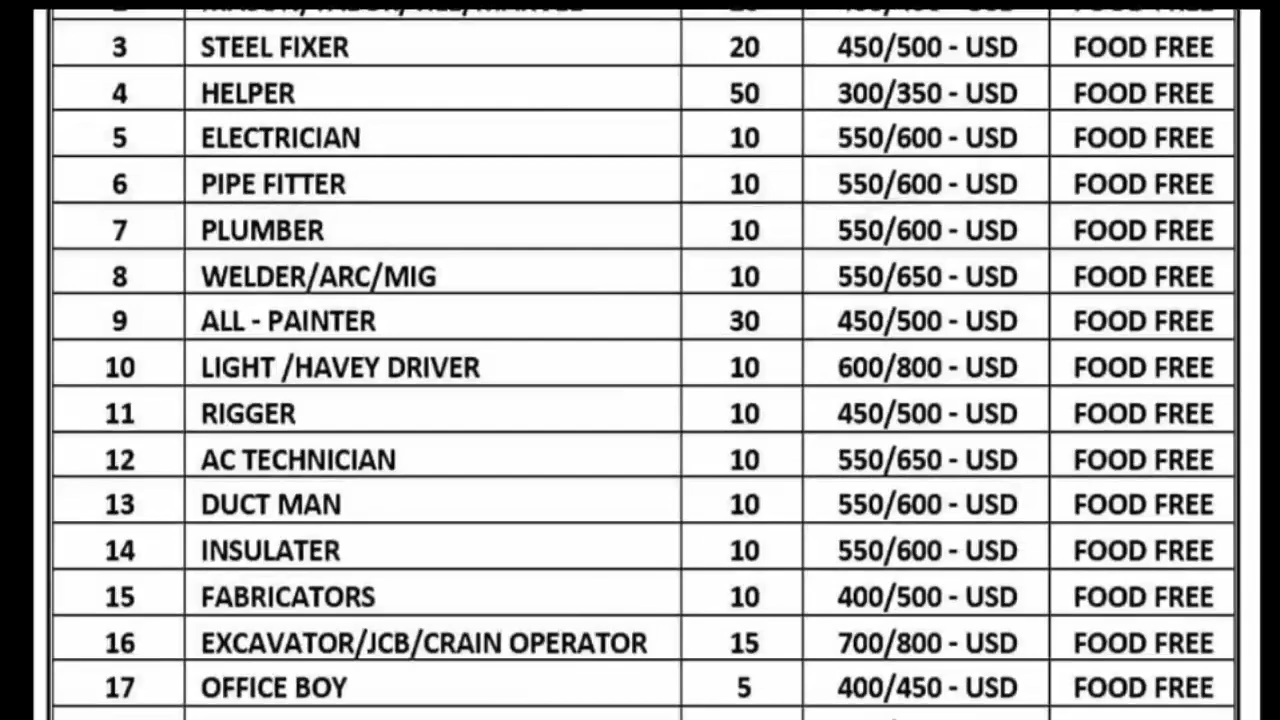 3 STEEL FIXER 20 450/500 - USD FOOD FREE
4 HELPER 50 300/350 - USD FOOD FREE
5 ELECTRICIAN 10 550/600 - USD FOOD FREE
6 PIPE FITTER 10 550/600 - USD FOOD FREE
7 PLUMBER 10 550/600 - USD FOOD FREE
8 WELDER/ARC/MIG 10 550/650 - USD FOOD FREE
9 ALL - PAINTER 30 450/500 - USD FOOD FREE
10 LIGHT /HAVEY DRIVER 10 600/800 - USD FOOD FREE
11 RIGGER 10 450/500 - USD FOOD FREE
12 AC TECHNICIAN 10 550/650 - USD FOOD FREE
13 DUCT MAN 10 550/600 - USD FOOD FREE
14 INSULATER 10 550/600 - USD FOOD FREE
15 FABRICATORS 10 400/500 - USD FOOD FREE
16 EXCAVATOR/JCB/CRAIN OPERATOR 15 700/800 - USD FOOD FREE
17 OFFICE BOY 5 400/450 - USD FOOD FREE